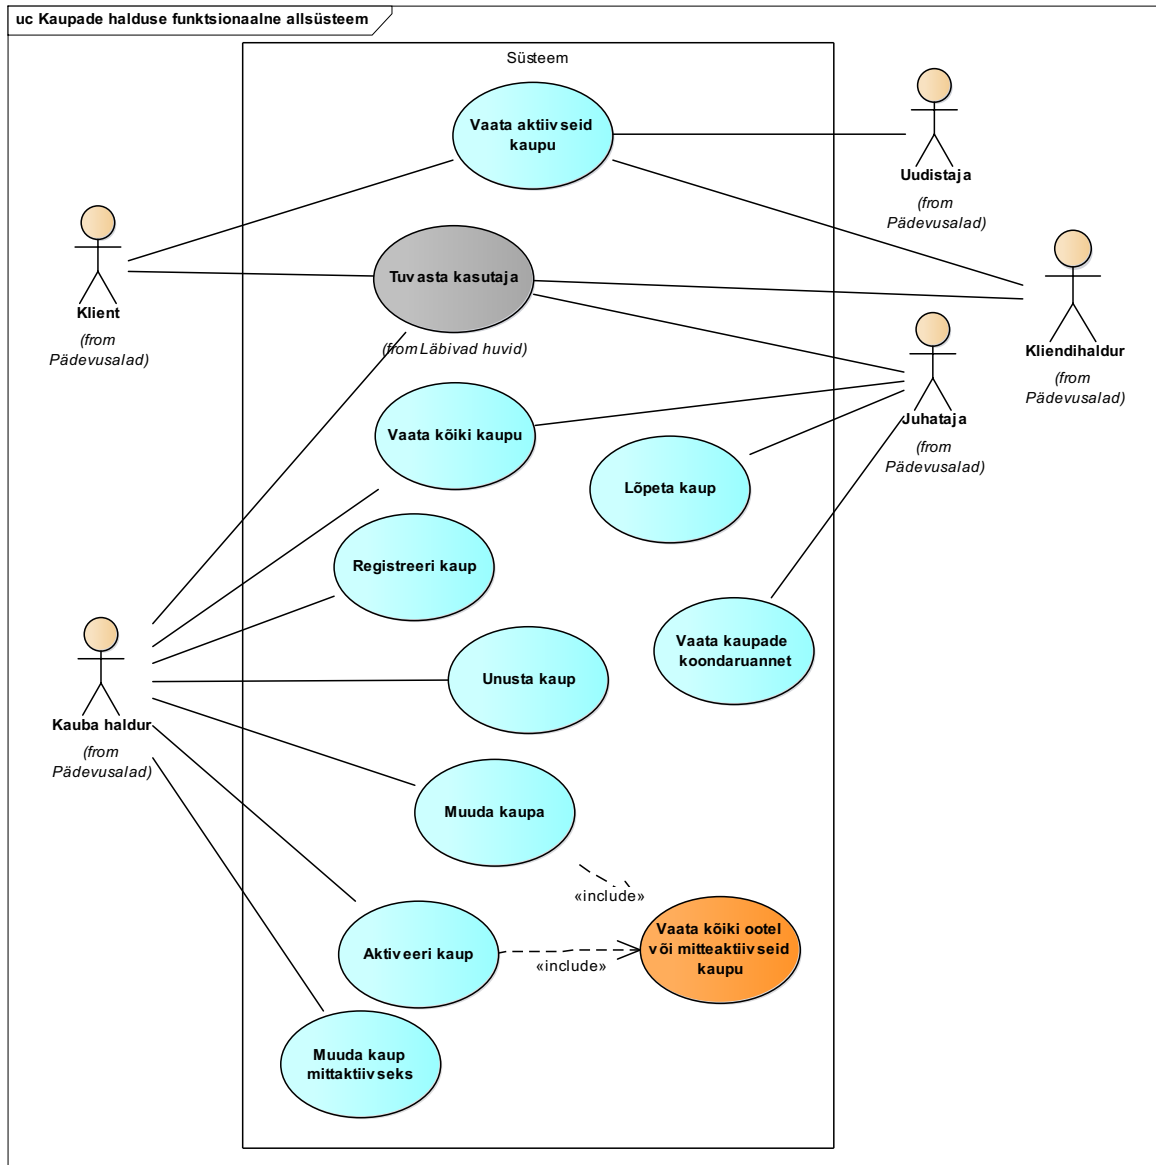 uc Kaupade halduse funktsionaalne allsüsteem
Süsteem
Vaata aktiivseid
kaupu
Uudistaja
(from
Pädevusalad)
Tuvasta kasutaja
(from Läbivad huvid)
Klient
(from
Pädevusalad)
Kliendihaldur
(from
Pädevusalad)
Juhataja
(from
Pädevusalad)
Vaata kõiki kaupu
Lõpeta kaup
Registreeri kaup
Vaata kaupade
koondaruannet
Unusta kaup
Kauba haldur
(from
Pädevusalad)
Muuda kaupa
«include»
Vaata kõiki ootel
või mitteaktiivseid
kaupu
Aktiveeri kaup
«include»
Muuda kaup
mittaktiivseks